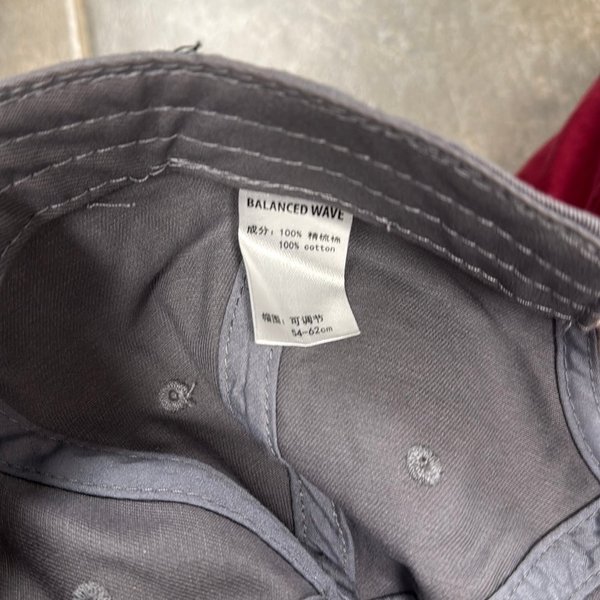 BALANCED WAVE
成分：100% 精梳棉
100% cotton
帽围：可调节
54-62cm